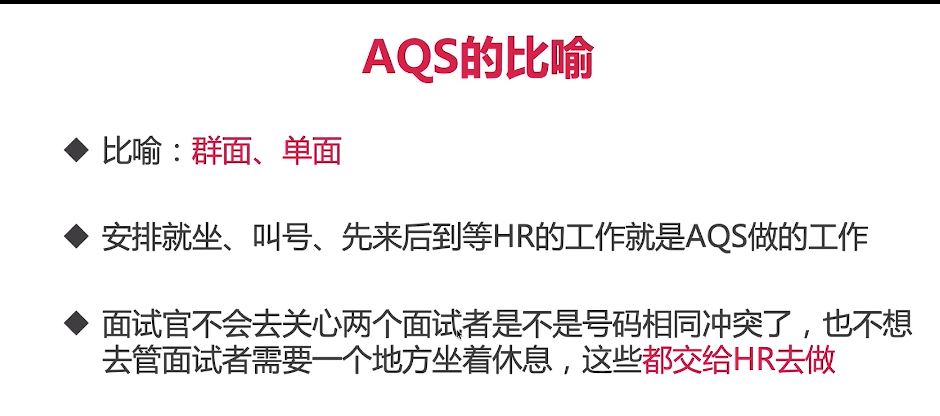 AQS的比喻
◆ 比喻：群面、单面
◆ 安排就坐、叫号、先来后到等HR的工作就是AQS做的工作
◆ 面试官不会去关心两个面试者是不是号码相同冲突了，也不想
去管面试者需要一个地方坐着休息，这些都交给HR去做